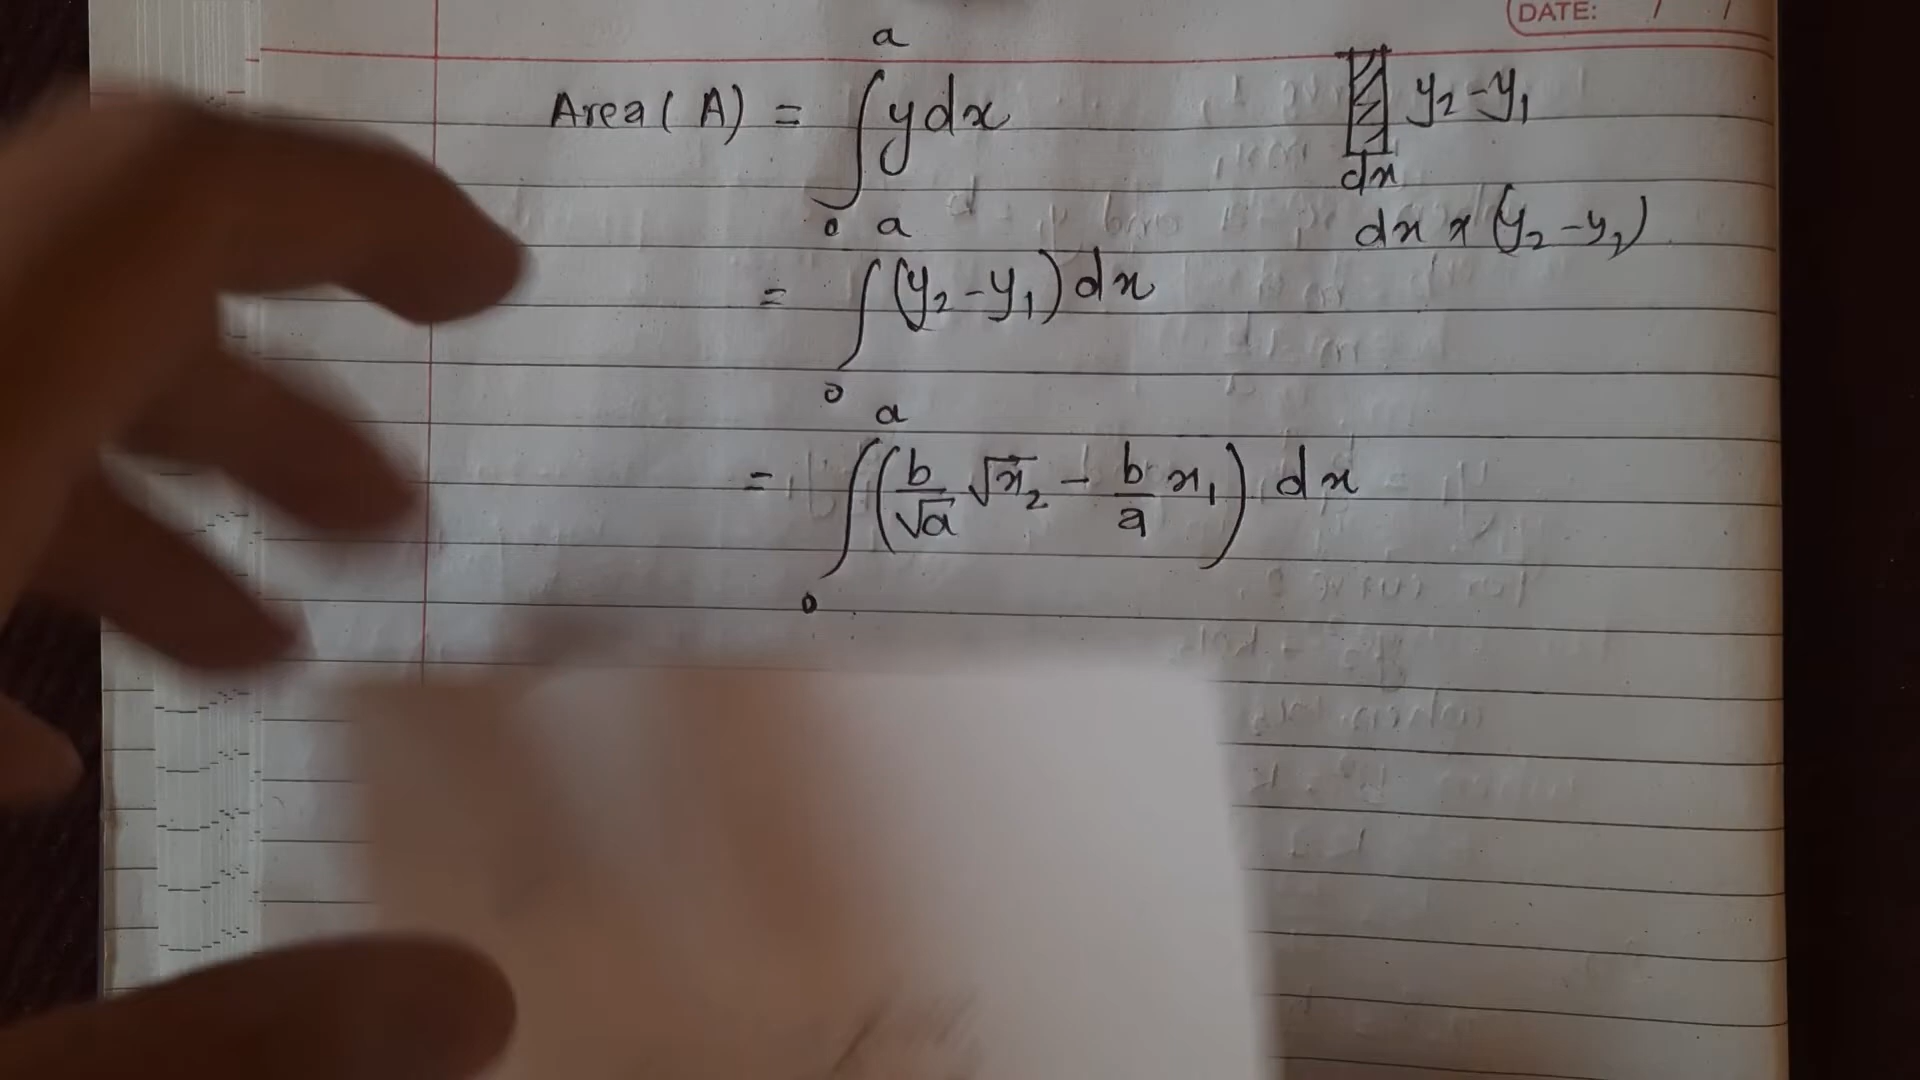 DATE: / /
Area (A) = ∫₀ᵃ y dx
y₂-y₁
dx
dx × (y₂-y₁)
= ∫₀ᵃ (y₂-y₁) dx
= ∫₀ᵃ (b/√a √x₂ - b/a x₁) dx